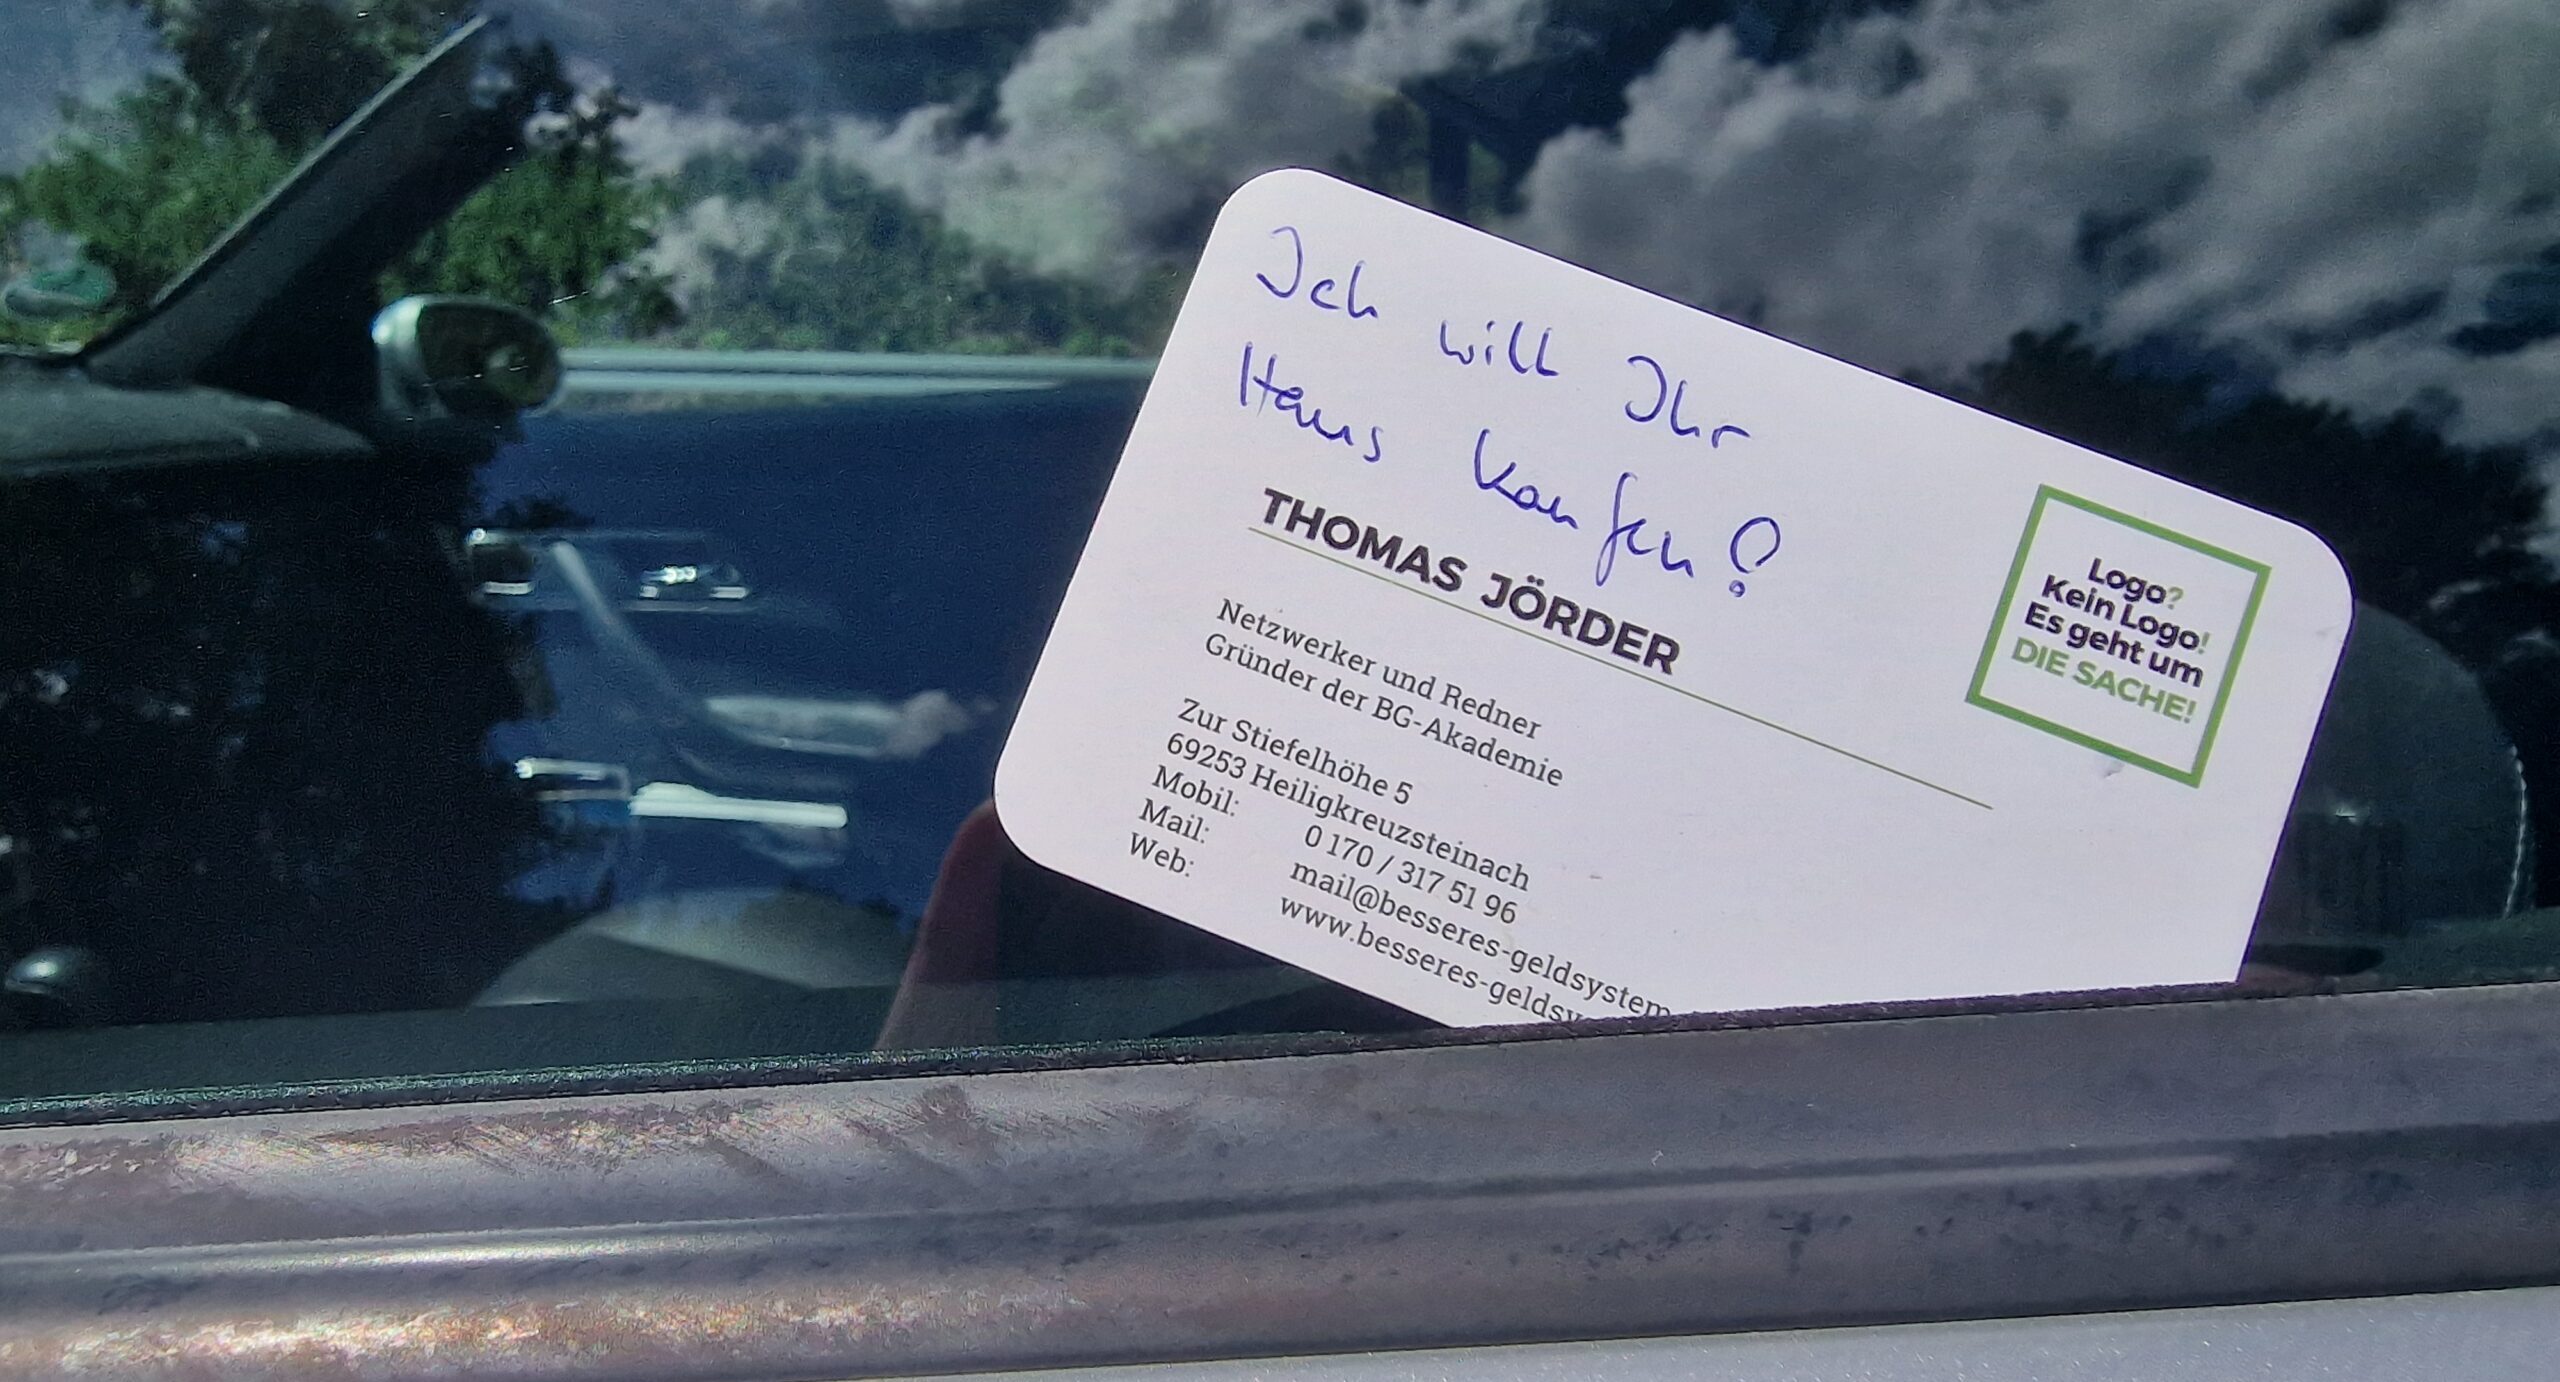 Ich will Ihr
Haus kaufen?
THOMAS JÖRDER
Netzwerker und Redner
Gründer der BG-Akademie
Zur Stiefelhöhe 5
69253 Heiligkreuzsteinach
Mobil: 0 170 / 317 51 96
Mail: mail@besseres-geldsystem
Web: www.besseres-geldsy
Logo?
Kein Logo!
Es geht um
DIE SACHE!